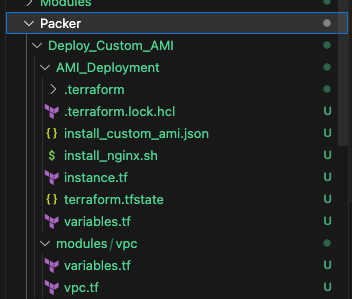 Modules
Packer
Deploy_Custom_AMI
AMI_Deployment
.terraform
.terraform.lock.hcl U
{} install_custom_ami.json U
$ install_nginx.sh U
instance.tf U
{} terraform.tfstate U
variables.tf U
modules/vpc
variables.tf U
vpc.tf U